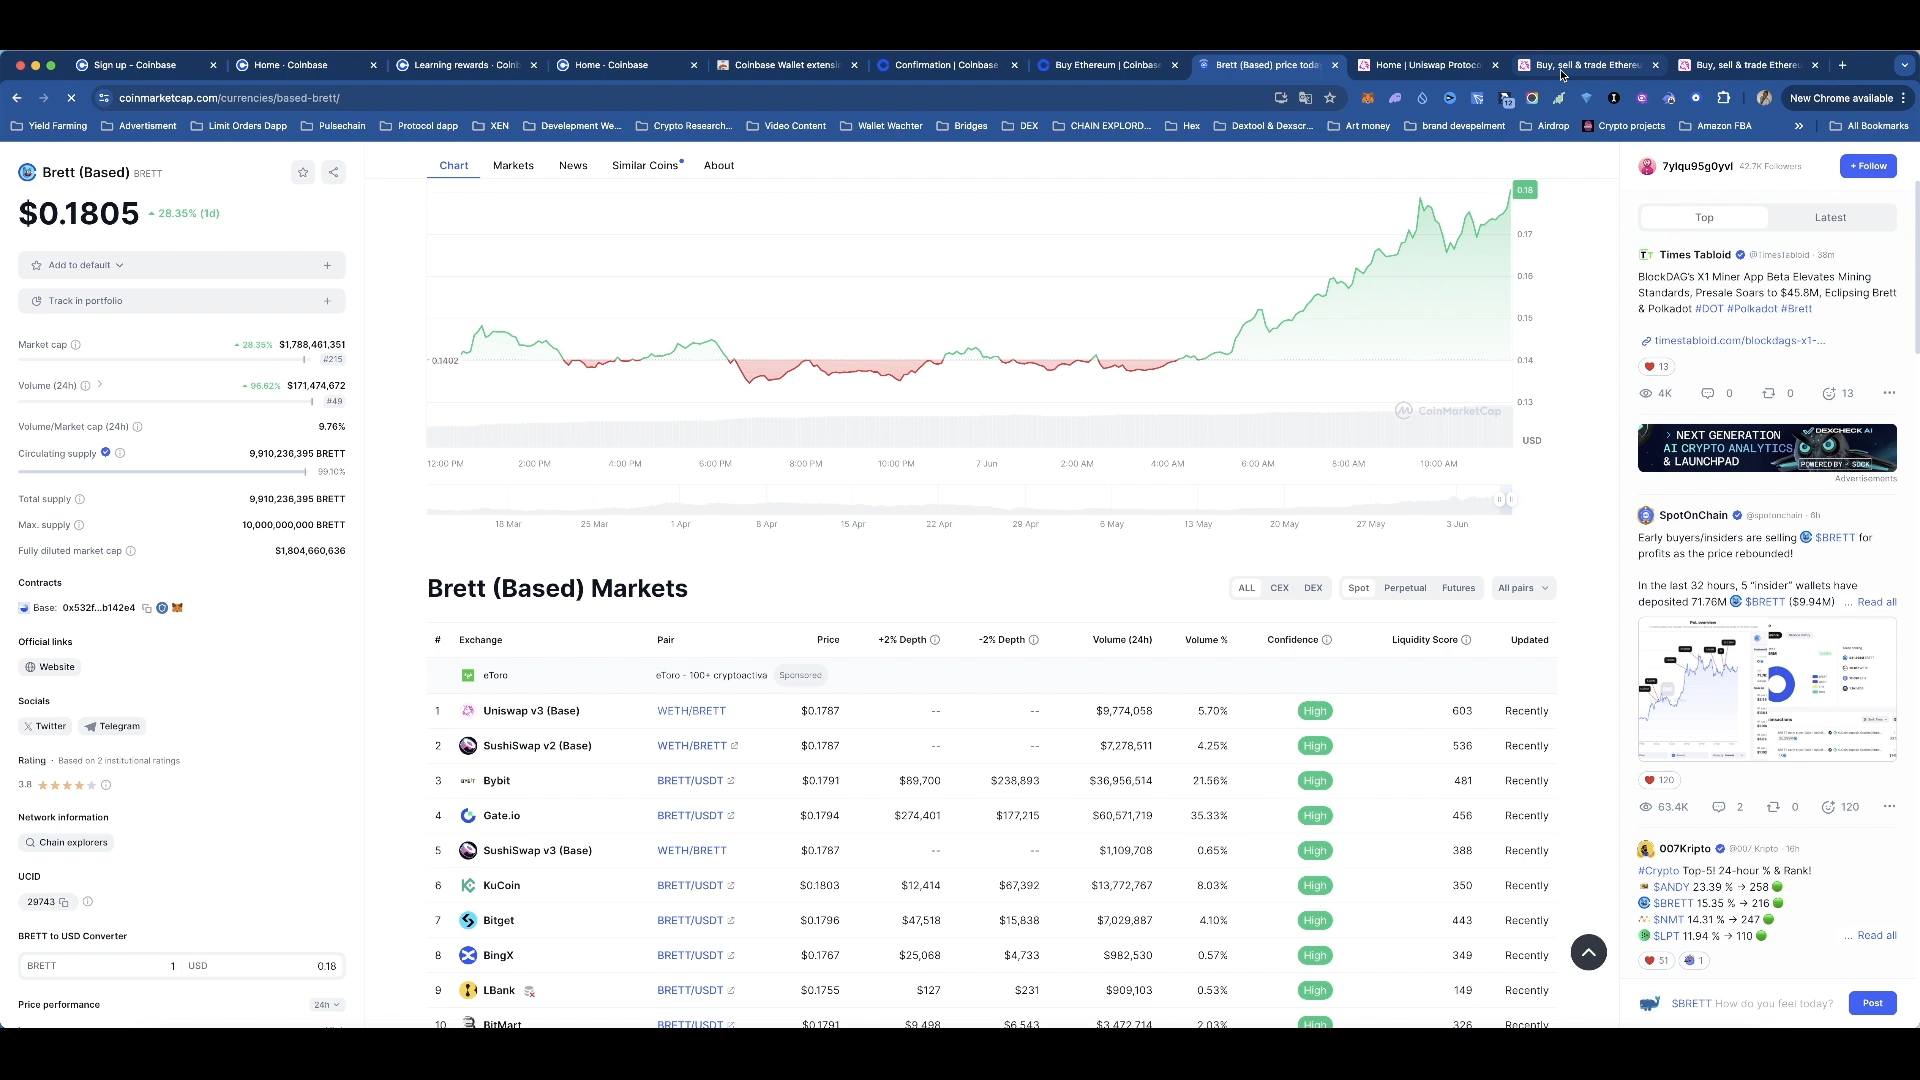 Sign up - Coinbase
Home - Coinbase
Learning rewards - Coinb
Home - Coinbase
Coinbase Wallet extensi
Confirmation | Coinbase
Buy Ethereum | Coinbase
Brett (Based) price toda
Home | Uniswap Protoco
Buy, sell & trade Ethereu
Buy, sell & trade Ethereu
coinmarketcap.com/currencies/based-brett/
12
New Chrome available
Yield Farming
Advertisment
Limit Orders Dapp
Pulsechain
Protocol dapp
XEN
Develepment We...
Crypto Research...
Video Content
Wallet Wachter
Bridges
DEX
CHAIN EXPLORD...
Hex
Dextool & Dexscr...
Art money
brand devepelment
Airdrop
Crypto projects
Amazon FBA
All Bookmarks
Brett (Based) BRETT
$0.1805 28.35% (1d)
Add to default
Track in portfolio
Market cap 28.35% $1,788,461,351
#215
Volume (24h) 96.62% $171,474,672
#49
Volume/Market cap (24h) 9.76%
Circulating supply 9,910,236,395 BRETT
99.10%
Total supply 9,910,236,395 BRETT
Max. supply 10,000,000,000 BRETT
Fully diluted market cap $1,804,660,636
Contracts
Base: 0x532f...b142e4
Official links
Website
Socials
Twitter
Telegram
Rating · Based on 2 institutional ratings
3.8
Network information
Chain explorers
UCID
29743
BRETT to USD Converter
BRETT 1 USD 0.18
Price performance 24h
Chart
Markets
News
Similar Coins
About
0.18
0.17
0.16
0.15
0.14
0.13
0.1402
CoinMarketCap
USD
12:00 PM 2:00 PM 4:00 PM 6:00 PM 8:00 PM 10:00 PM 7 Jun 2:00 AM 4:00 AM 6:00 AM 8:00 AM 10:00 AM
18 Mar 25 Mar 1 Apr 8 Apr 15 Apr 22 Apr 29 Apr 6 May 13 May 20 May 27 May 3 Jun
Brett (Based) Markets
ALL CEX DEX
Spot Perpetual Futures
All pairs
# Exchange Pair Price +2% Depth -2% Depth Volume (24h) Volume % Confidence Liquidity Score Updated
eToro eToro - 100+ cryptoactiva Sponsored
1 Uniswap v3 (Base) WETH/BRETT $0.1787 -- -- $9,774,058 5.70% High 603 Recently
2 SushiSwap v2 (Base) WETH/BRETT $0.1787 -- -- $7,278,511 4.25% High 536 Recently
3 Bybit BRETT/USDT $0.1791 $89,700 $238,893 $36,956,514 21.56% High 481 Recently
4 Gate.io BRETT/USDT $0.1794 $274,401 $177,215 $60,571,719 35.33% High 456 Recently
5 SushiSwap v3 (Base) WETH/BRETT $0.1787 -- -- $1,109,708 0.65% High 388 Recently
6 KuCoin BRETT/USDT $0.1803 $12,414 $67,392 $13,772,767 8.03% High 350 Recently
7 Bitget BRETT/USDT $0.1796 $47,518 $15,838 $7,029,887 4.10% High 443 Recently
8 BingX BRETT/USDT $0.1767 $25,068 $4,733 $982,530 0.57% High 349 Recently
9 LBank BRETT/USDT $0.1755 $127 $231 $909,103 0.53% High 149 Recently
10 BitMart BRETT/USDT $0.1791 $9,498 $6,543 $3,472,714 2.03% High 326 Recently
7ylqu95g0yvl 42.7K Followers
+ Follow
Top
Latest
Times Tabloid @TimesTabloid · 38m
BlockDAG's X1 Miner App Beta Elevates Mining
Standards, Presale Soars to $45.8M, Eclipsing Brett
& Polkadot #DOT #Polkadot #Brett
timestabloid.com/blockdags-x1-...
13
4K 0 0 13
NEXT GENERATION
AI CRYPTO ANALYTICS
& LAUNCHPAD
DEXCHECK AI
POWERED BY $DCK
Advertisements
SpotOnChain @spotonchain · 6h
Early buyers/insiders are selling $BRETT for
profits as the price rebounded!
In the last 32 hours, 5 “insider” wallets have
deposited 71.76M $BRETT ($9.94M) ... Read all
120
63.4K 2 0 120
007Kripto @007Kripto · 16h
#Crypto Top-5! 24-hour % & Rank!
$ANDY 23.39 % → 258
$BRETT 15.35 % → 216
$NMT 14.31 % → 247
$LPT 11.94 % → 110
... Read all
51 1
$BRETT How do you feel today?
Post